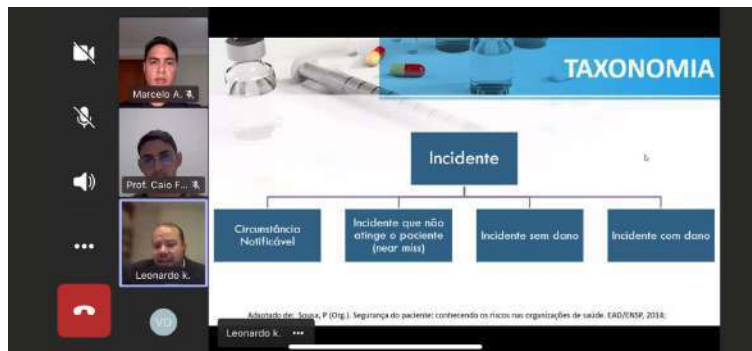 Marcelo A.
Prof. Caio F...
Leonardo k.
VD
TAXONOMIA
Incidente
Circunstância
Notificável
Incidente que não
atinge o paciente
(near miss)
Incidente sem dano
Incidente com dano
Adaptado de: Sousa, P (Org.). Segurança do paciente: conhecendo os riscos nas organizações de saúde. EAD/ENSP, 2014;
Leonardo k. •••